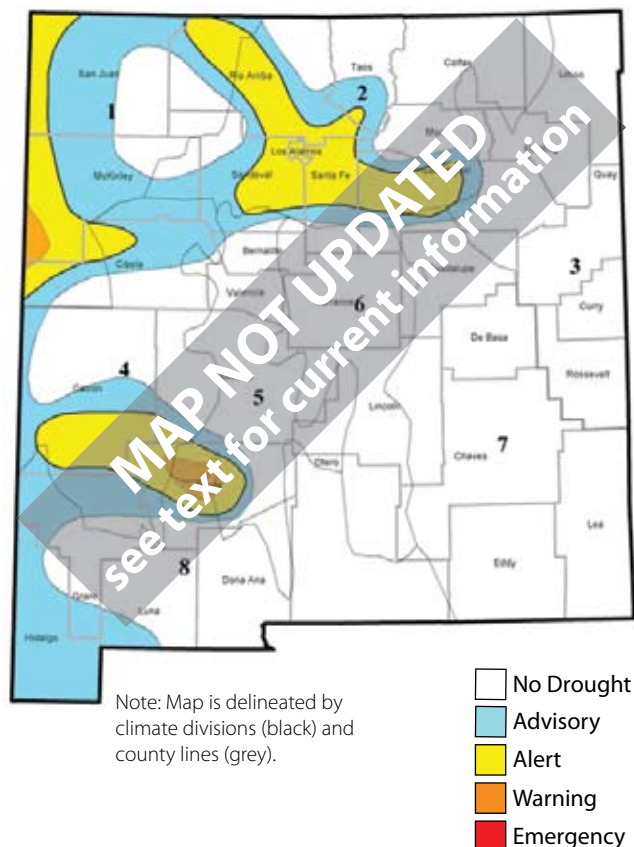 San Juan
Rio Arriba
Taos
Colfax
Union
1
2
Los Alamos
McKinley
Sandoval
Santa Fe
Quay
Bernalillo
3
Cibola
Valencia
6
Curry
De Baca
4
Catron
5
Roosevelt
Lincoln
7
Chaves
Otero
Lea
8
Eddy
Grant
Luna
Dona Ana
Hidalgo
MAP NOT UPDATED
see text for current information
Note: Map is delineated by
climate divisions (black) and
county lines (grey).
No Drought
Advisory
Alert
Warning
Emergency